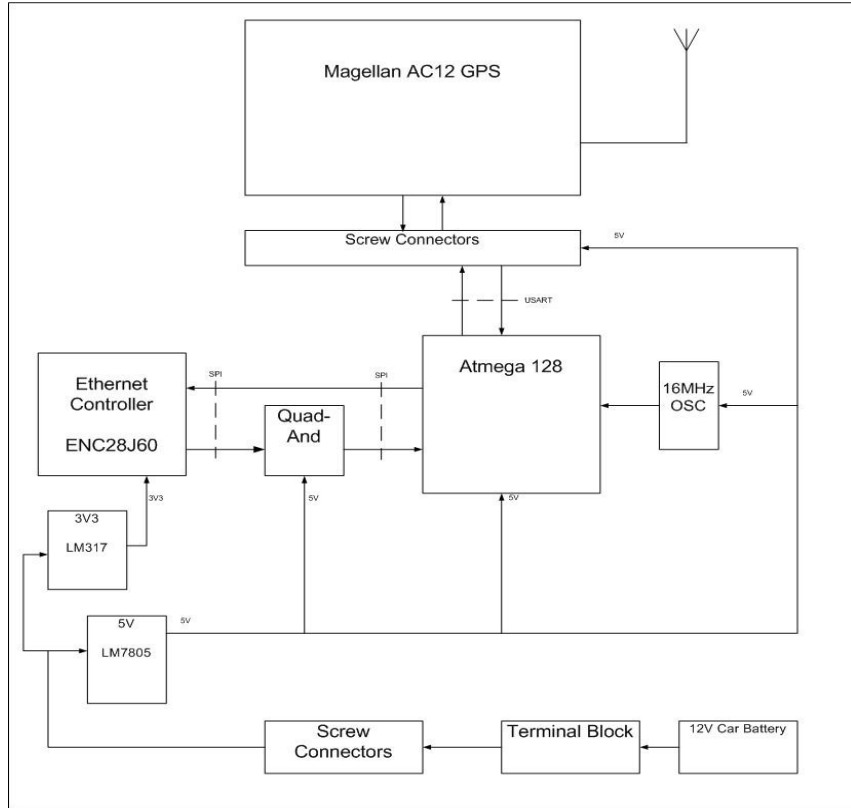 Magellan AC12 GPS
Screw Connectors
5V
USART
Atmega 128
Ethernet
Controller
ENC28J60
SPI
SPI
Quad-
And
16MHz
OSC
5V
3V3
5V
5V
3V3
LM317
5V
LM7805
5V
Screw
Connectors
Terminal Block
12V Car Battery